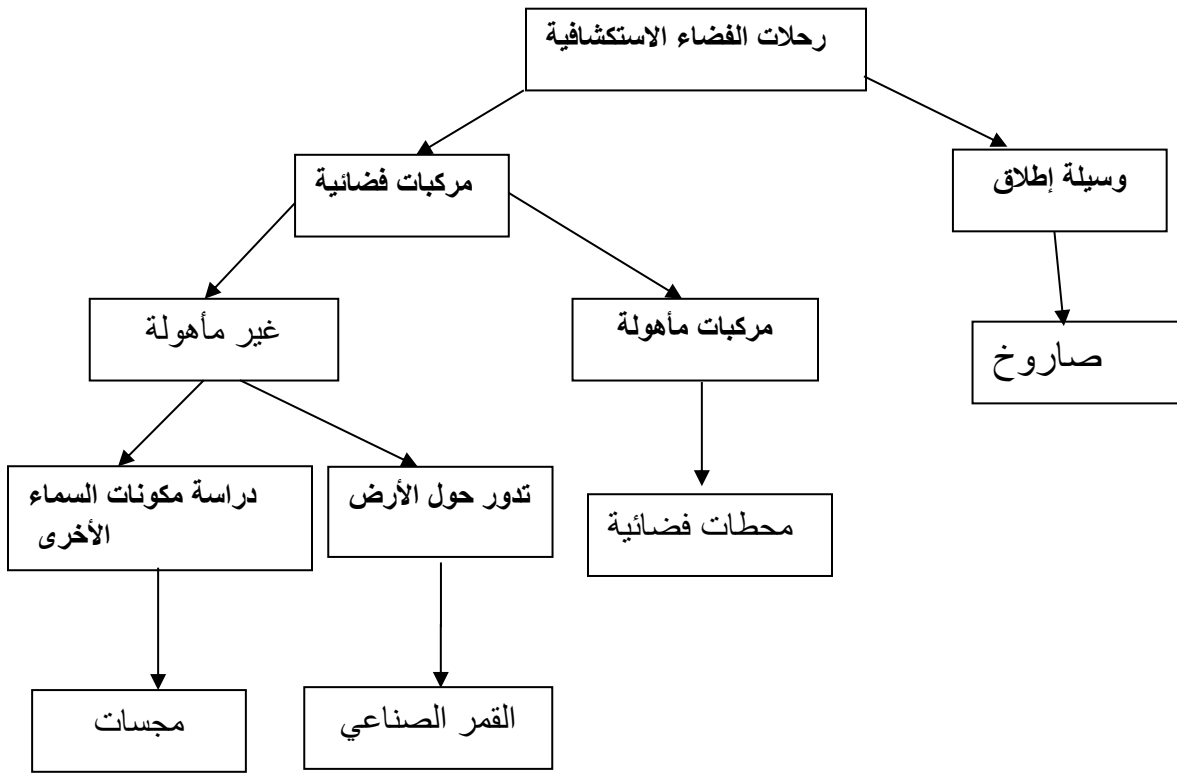 رحلات الفضاء الاستكشافية
وسيلة إطلاق
مركبات فضائية
صاروخ
مركبات مأهولة
غير مأهولة
محطات فضائية
تدور حول الأرض
دراسة مكونات السماء
الأخرى
القمر الصناعي
مجسات